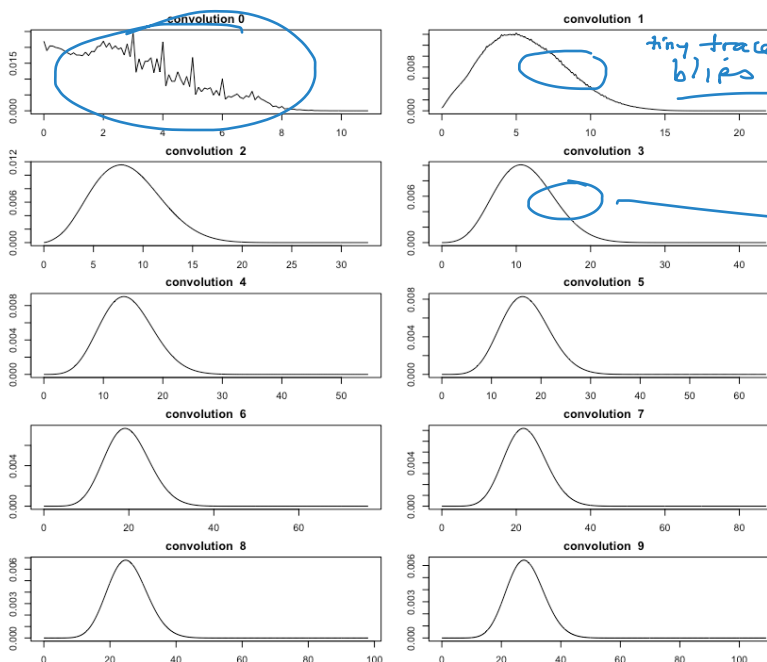 convolution 0
0.015
0.000
0 2 4 6 8 10
convolution 1
0.008
0.000
0 5 10 15 20
tiny trace
blips
convolution 2
0.012
0.006
0.000
0 5 10 15 20 25 30
convolution 3
0.006
0.000
0 10 20 30 40
convolution 4
0.008
0.004
0.000
0 10 20 30 40 50
convolution 5
0.008
0.004
0.000
0 10 20 30 40 50 60
convolution 6
0.004
0.000
0 20 40 60
convolution 7
0.004
0.000
0 20 40 60 80
convolution 8
0.006
0.003
0.000
0 20 40 60 80 100
convolution 9
0.006
0.003
0.000
0 20 40 60 80 100